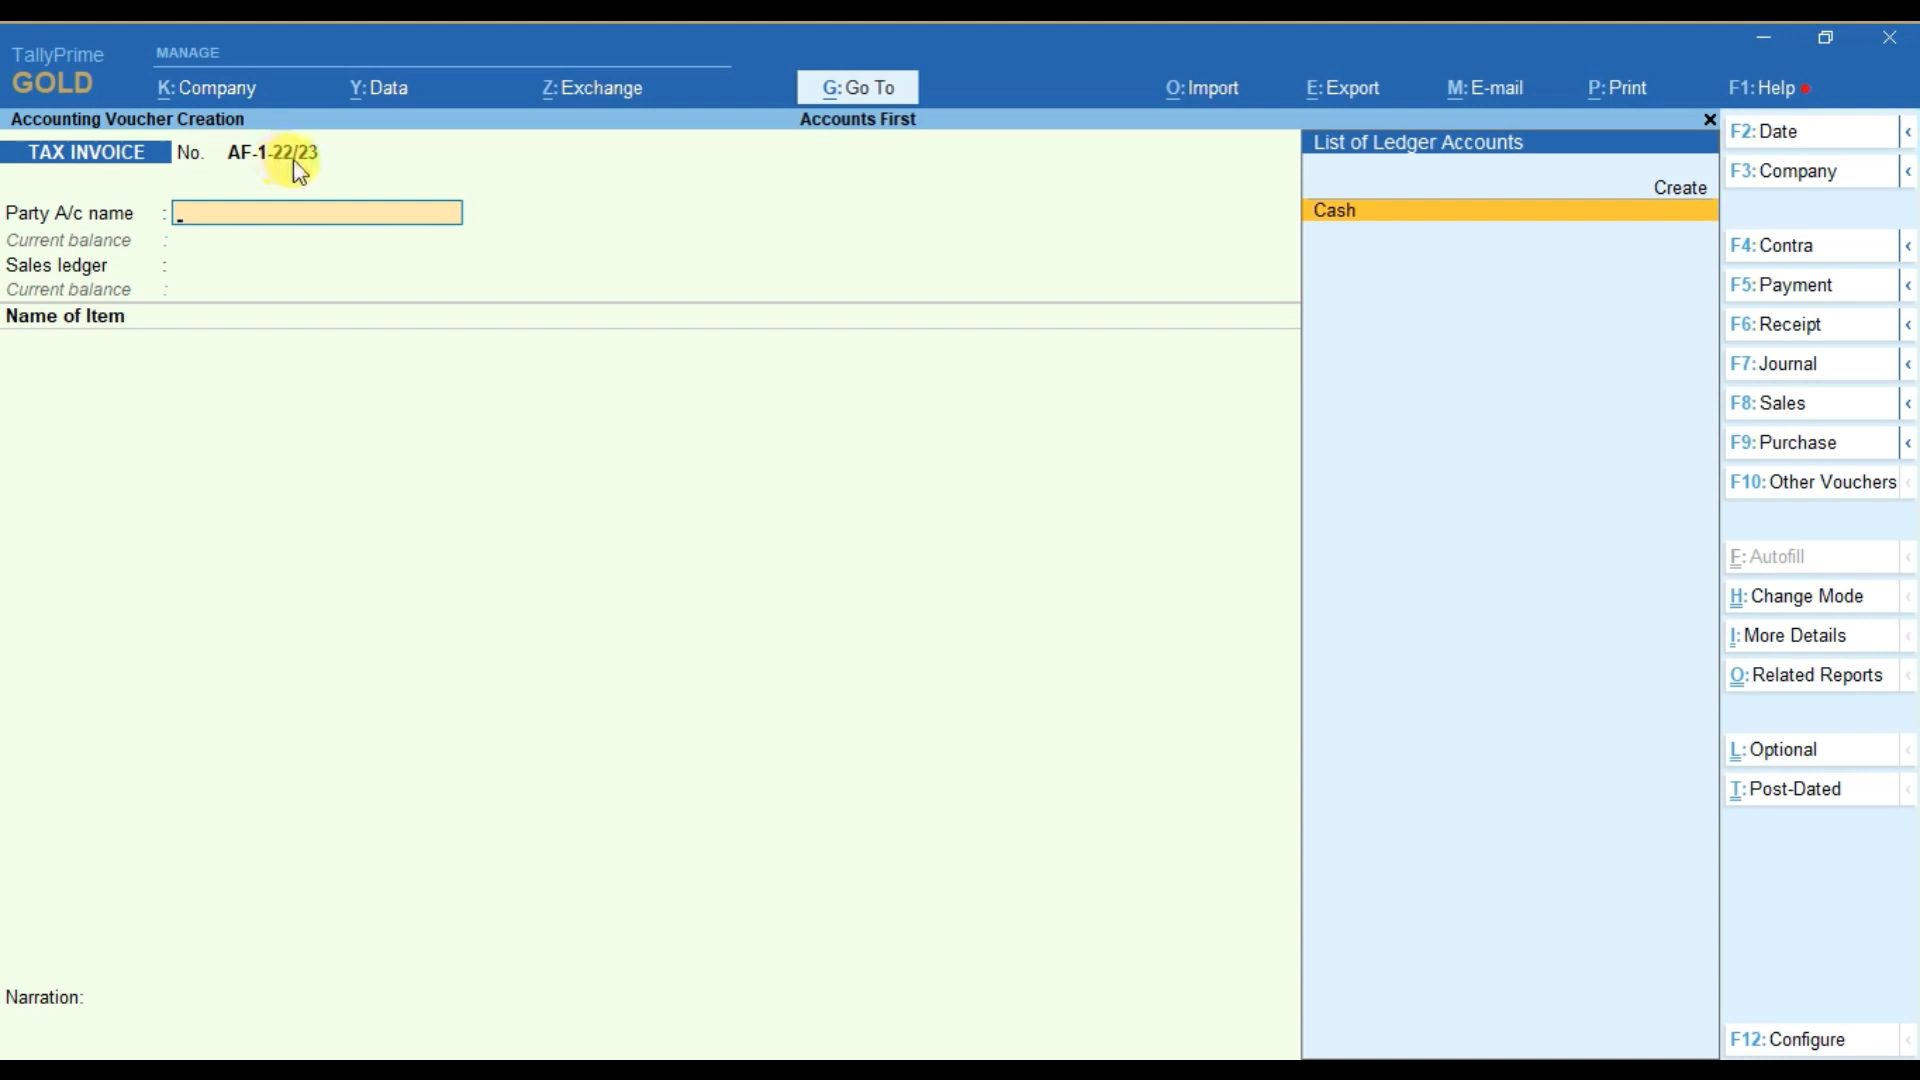 TallyPrime
GOLD
MANAGE
K: Company
Y: Data
Z: Exchange
G: Go To
O: Import
E: Export
M: E-mail
P: Print
F1: Help
Accounting Voucher Creation
Accounts First
TAX INVOICE No. AF-1-22/23
Party A/c name :
Current balance :
Sales ledger :
Current balance :
Name of Item
Narration:
List of Ledger Accounts
Create
Cash
F2: Date
F3: Company
F4: Contra
F5: Payment
F6: Receipt
F7: Journal
F8: Sales
F9: Purchase
F10: Other Vouchers
F: Autofill
H: Change Mode
I: More Details
O: Related Reports
L: Optional
T: Post-Dated
F12: Configure